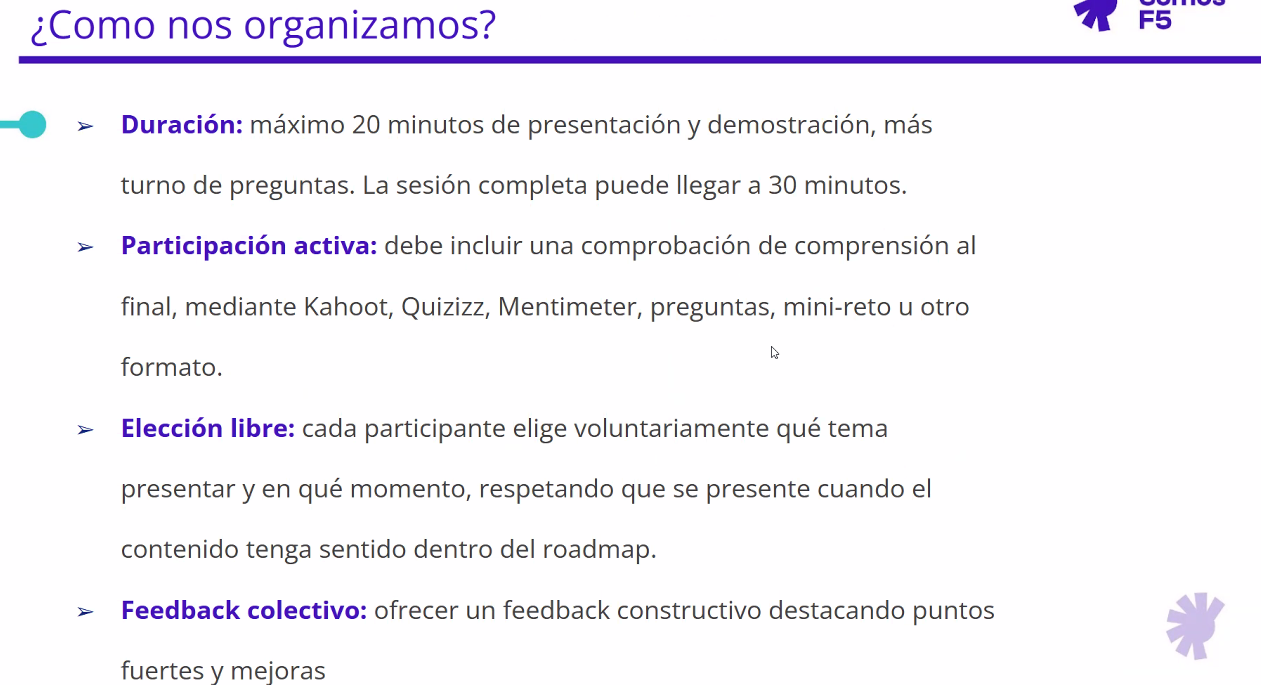 ¿Como nos organizamos?
Somos
F5
➢ Duración: máximo 20 minutos de presentación y demostración, más
turno de preguntas. La sesión completa puede llegar a 30 minutos.
➢ Participación activa: debe incluir una comprobación de comprensión al
final, mediante Kahoot, Quizizz, Mentimeter, preguntas, mini-reto u otro
formato.
➢ Elección libre: cada participante elige voluntariamente qué tema
presentar y en qué momento, respetando que se presente cuando el
contenido tenga sentido dentro del roadmap.
➢ Feedback colectivo: ofrecer un feedback constructivo destacando puntos
fuertes y mejoras